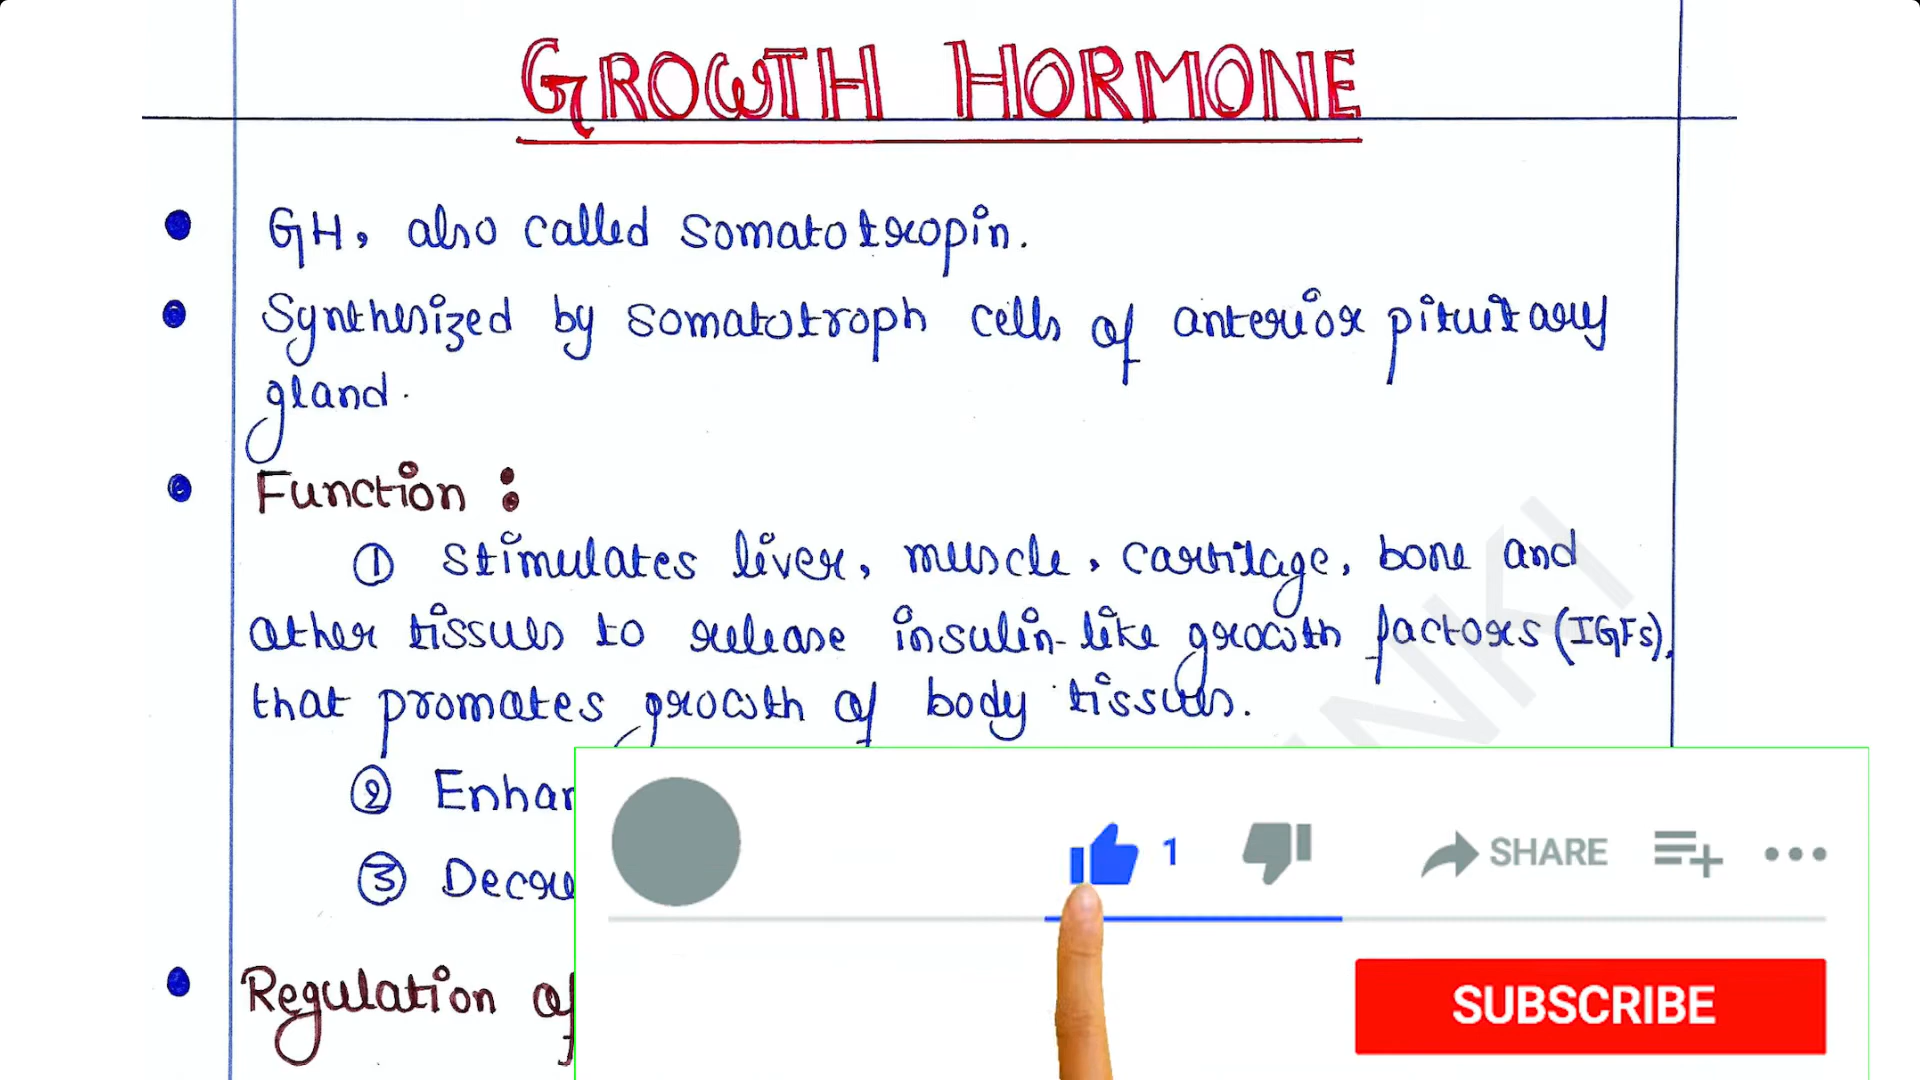 GROWTH HORMONE
GH, also called somatotropin.
Synthesized by somatotroph cells of anterior pituitary
gland.
Function :
① stimulates liver, muscle, cartilage, bone and
other tissues to release insulin-like growth factors (IGFs),
that promotes growth of body tissues.
②
③
Regulation of
1 SHARE
SUBSCRIBE